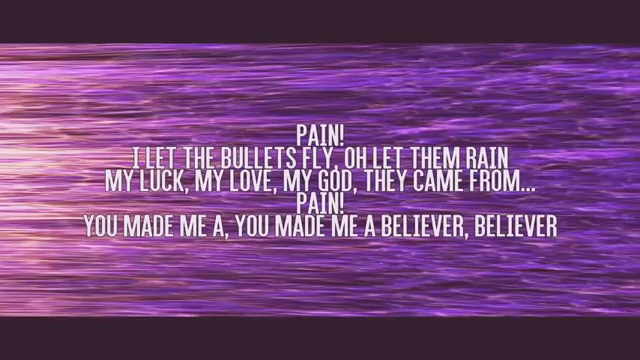 PAIN!
I LET THE BULLETS FLY, OH LET THEM RAIN
MY LUCK, MY LOVE, MY GOD, THEY CAME FROM...
PAIN!
YOU MADE ME A, YOU MADE ME A BELIEVER, BELIEVER